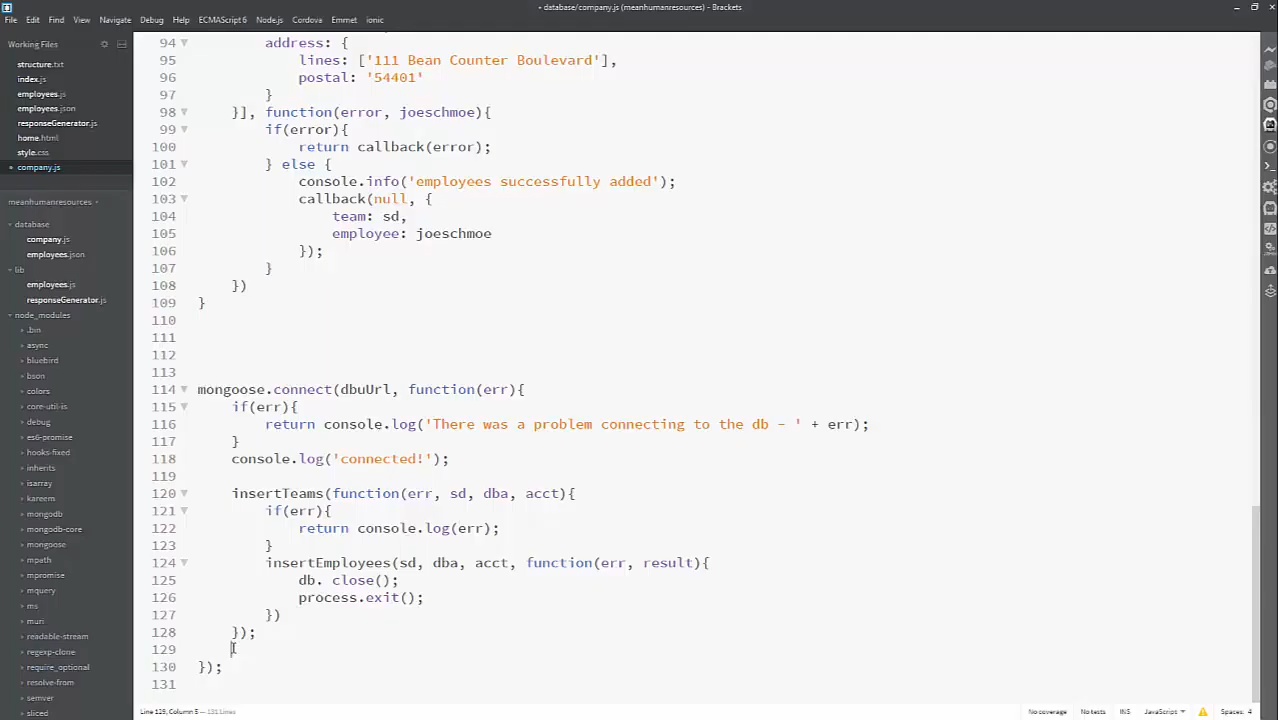 • database/company.js (meanhumanresources) - Brackets
File Edit Find View Navigate Debug Help ECMAScript 6 Node.js Cordova Emmet ionic
Working Files
structure.txt
index.js
employees.js
employees.json
responseGenerator.js
home.html
style.css
company.js
meanhumanresources
database
company.js
employees.json
lib
employees.js
responseGenerator.js
node_modules
.bin
async
bluebird
bson
colors
core-util-is
debug
es6-promise
hooks-fixed
inherits
isarray
kareem
mongodb
mongodb-core
mongoose
mpath
mpromise
mquery
ms
muri
readable-stream
regexp-clone
require_optional
resolve-from
semver
sliced
94 address: {
95 lines: ['111 Bean Counter Boulevard'],
96 postal: '54401'
97 }
98 }], function(error, joeschmoe){
99 if(error){
100 return callback(error);
101 } else {
102 console.info('employees successfully added');
103 callback(null, {
104 team: sd,
105 employee: joeschmoe
106 });
107 }
108 })
109 }
110
111
112
113
114 mongoose.connect(dbuUrl, function(err){
115 if(err){
116 return console.log('There was a problem connecting to the db - ' + err);
117 }
118 console.log('connected!');
119
120 insertTeams(function(err, sd, dba, acct){
121 if(err){
122 return console.log(err);
123 }
124 insertEmployees(sd, dba, acct, function(err, result){
125 db. close();
126 process.exit();
127 })
128 });
129
130 });
131
Line 129, Column 5 — 131 Lines
No coverage No tests INS JavaScript Spaces: 4